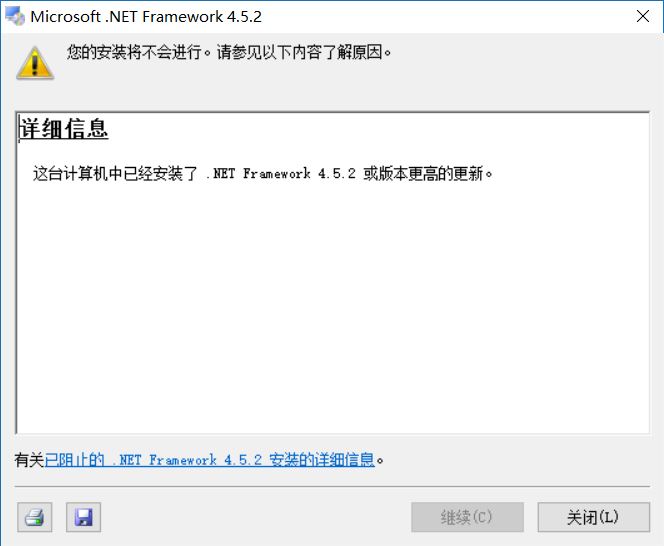 Microsoft .NET Framework 4.5.2
您的安装将不会进行。请参见以下内容了解原因。
详细信息
这台计算机中已经安装了 .NET Framework 4.5.2 或版本更高的更新。
有关已阻止的 .NET Framework 4.5.2 安装的详细信息。
继续(C)
关闭(L)